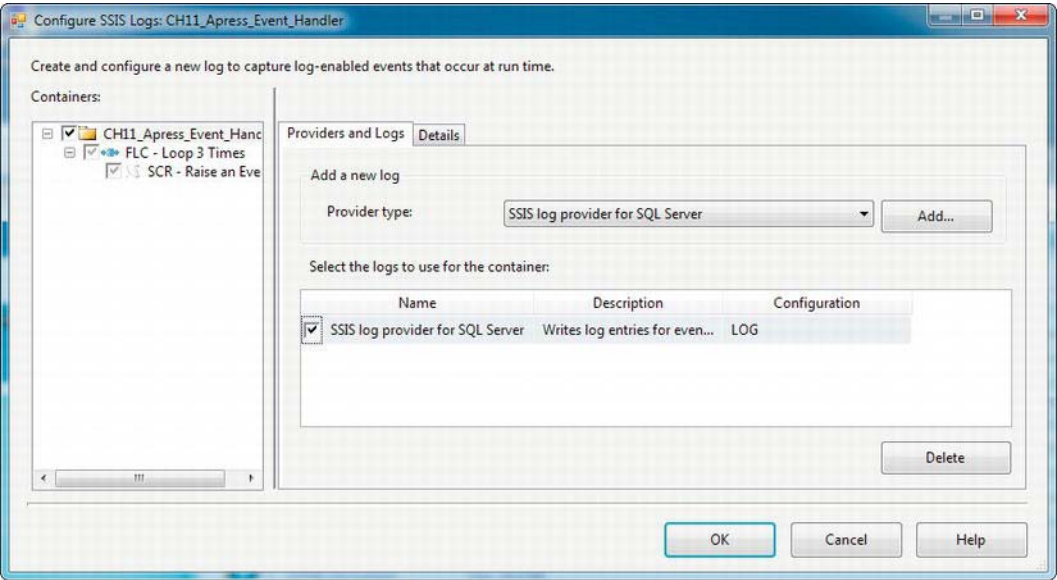 Configure SSIS Logs: CH11_Apress_Event_Handler
Create and configure a new log to capture log-enabled events that occur at run time.
Containers:
CH11_Apress_Event_Hanc
FLC - Loop 3 Times
SCR - Raise an Eve
Providers and Logs Details
Add a new log
Provider type: SSIS log provider for SQL Server Add...
Select the logs to use for the container:
Name Description Configuration
SSIS log provider for SQL Server Writes log entries for even... LOG
Delete
OK Cancel Help